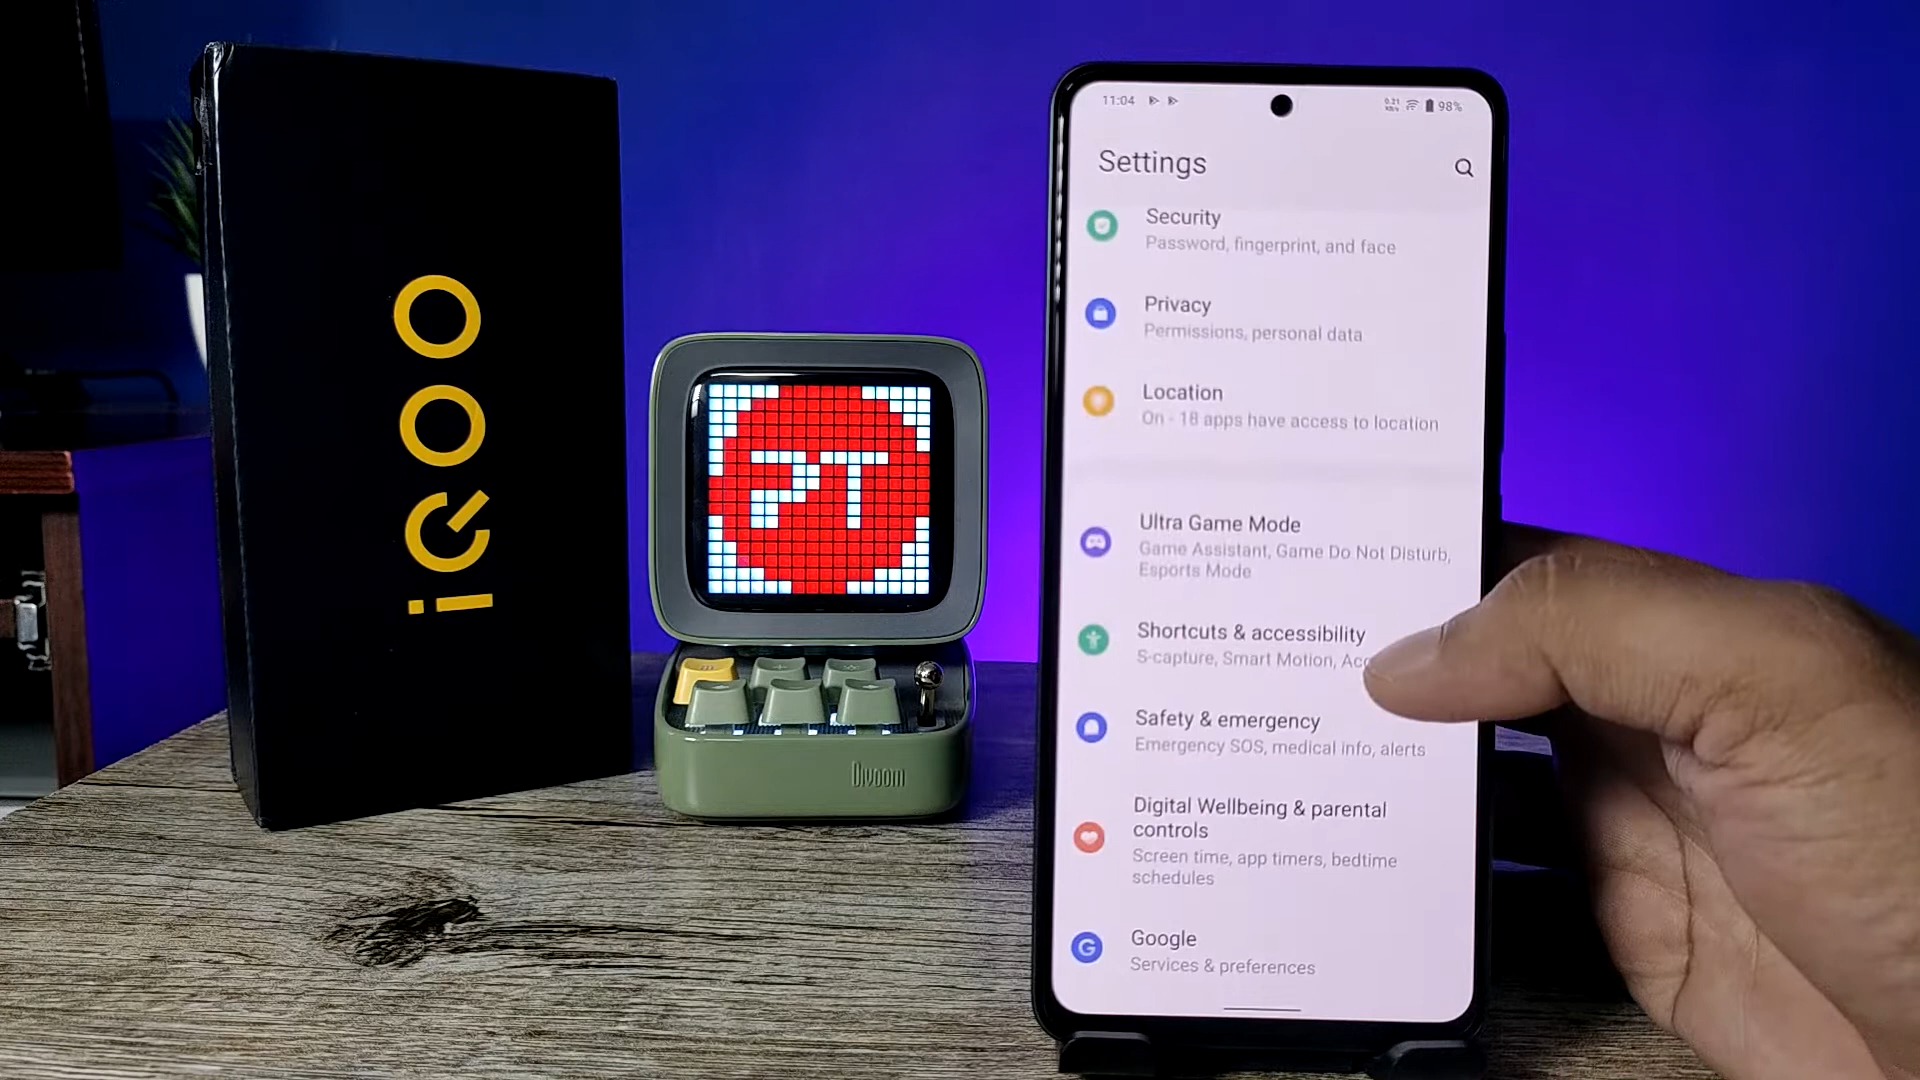 iQOO
PT
Divoom
11:04
98%
Settings
Security
Password, fingerprint, and face
Privacy
Permissions, personal data
Location
On - 18 apps have access to location
Ultra Game Mode
Game Assistant, Game Do Not Disturb,
Esports Mode
Shortcuts & accessibility
S-capture, Smart Motion, Acc
Safety & emergency
Emergency SOS, medical info, alerts
Digital Wellbeing & parental
controls
Screen time, app timers, bedtime
schedules
G
Google
Services & preferences